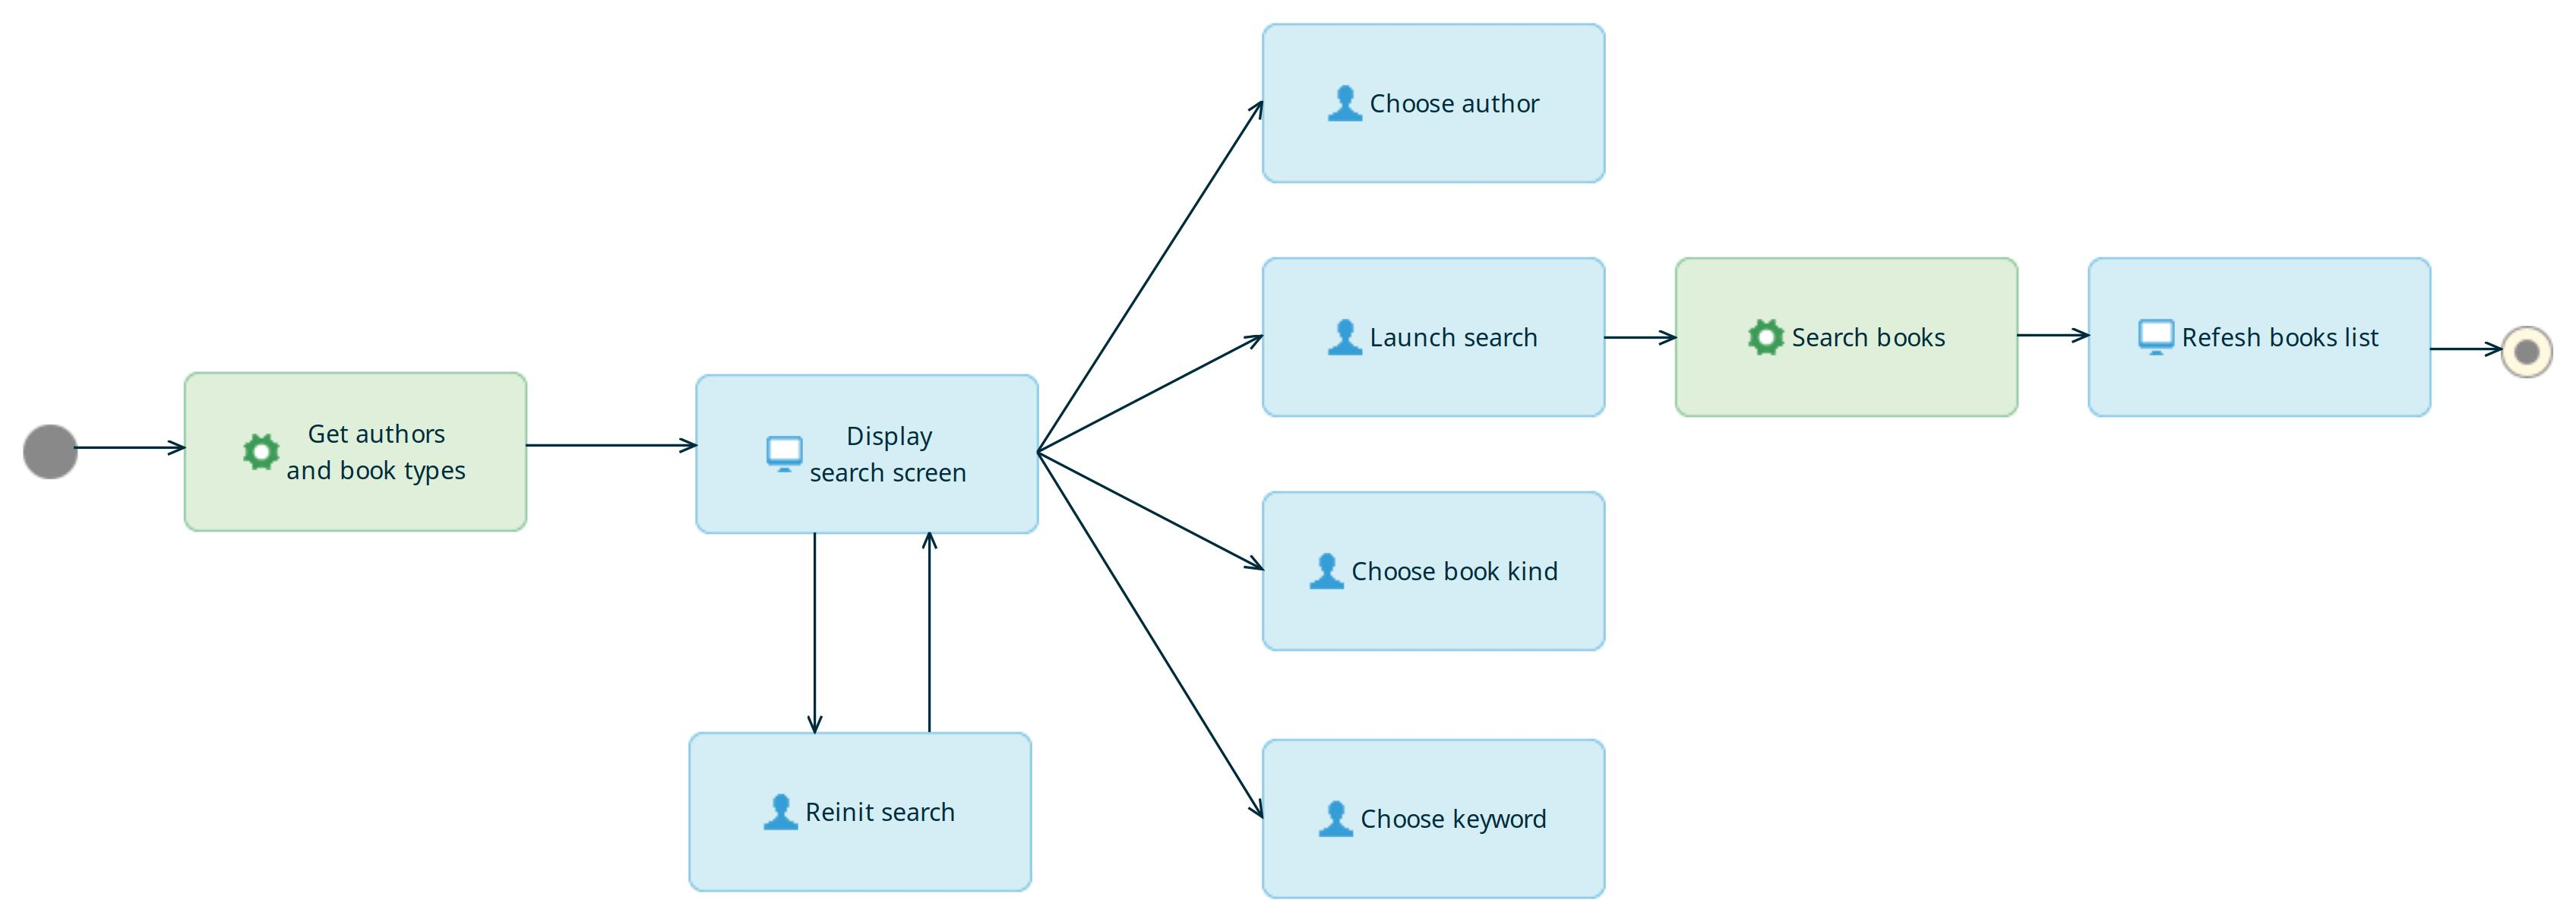 Choose author
Launch search
Search books
Refesh books list
Get authors
and book types
Display
search screen
Choose book kind
Reinit search
Choose keyword